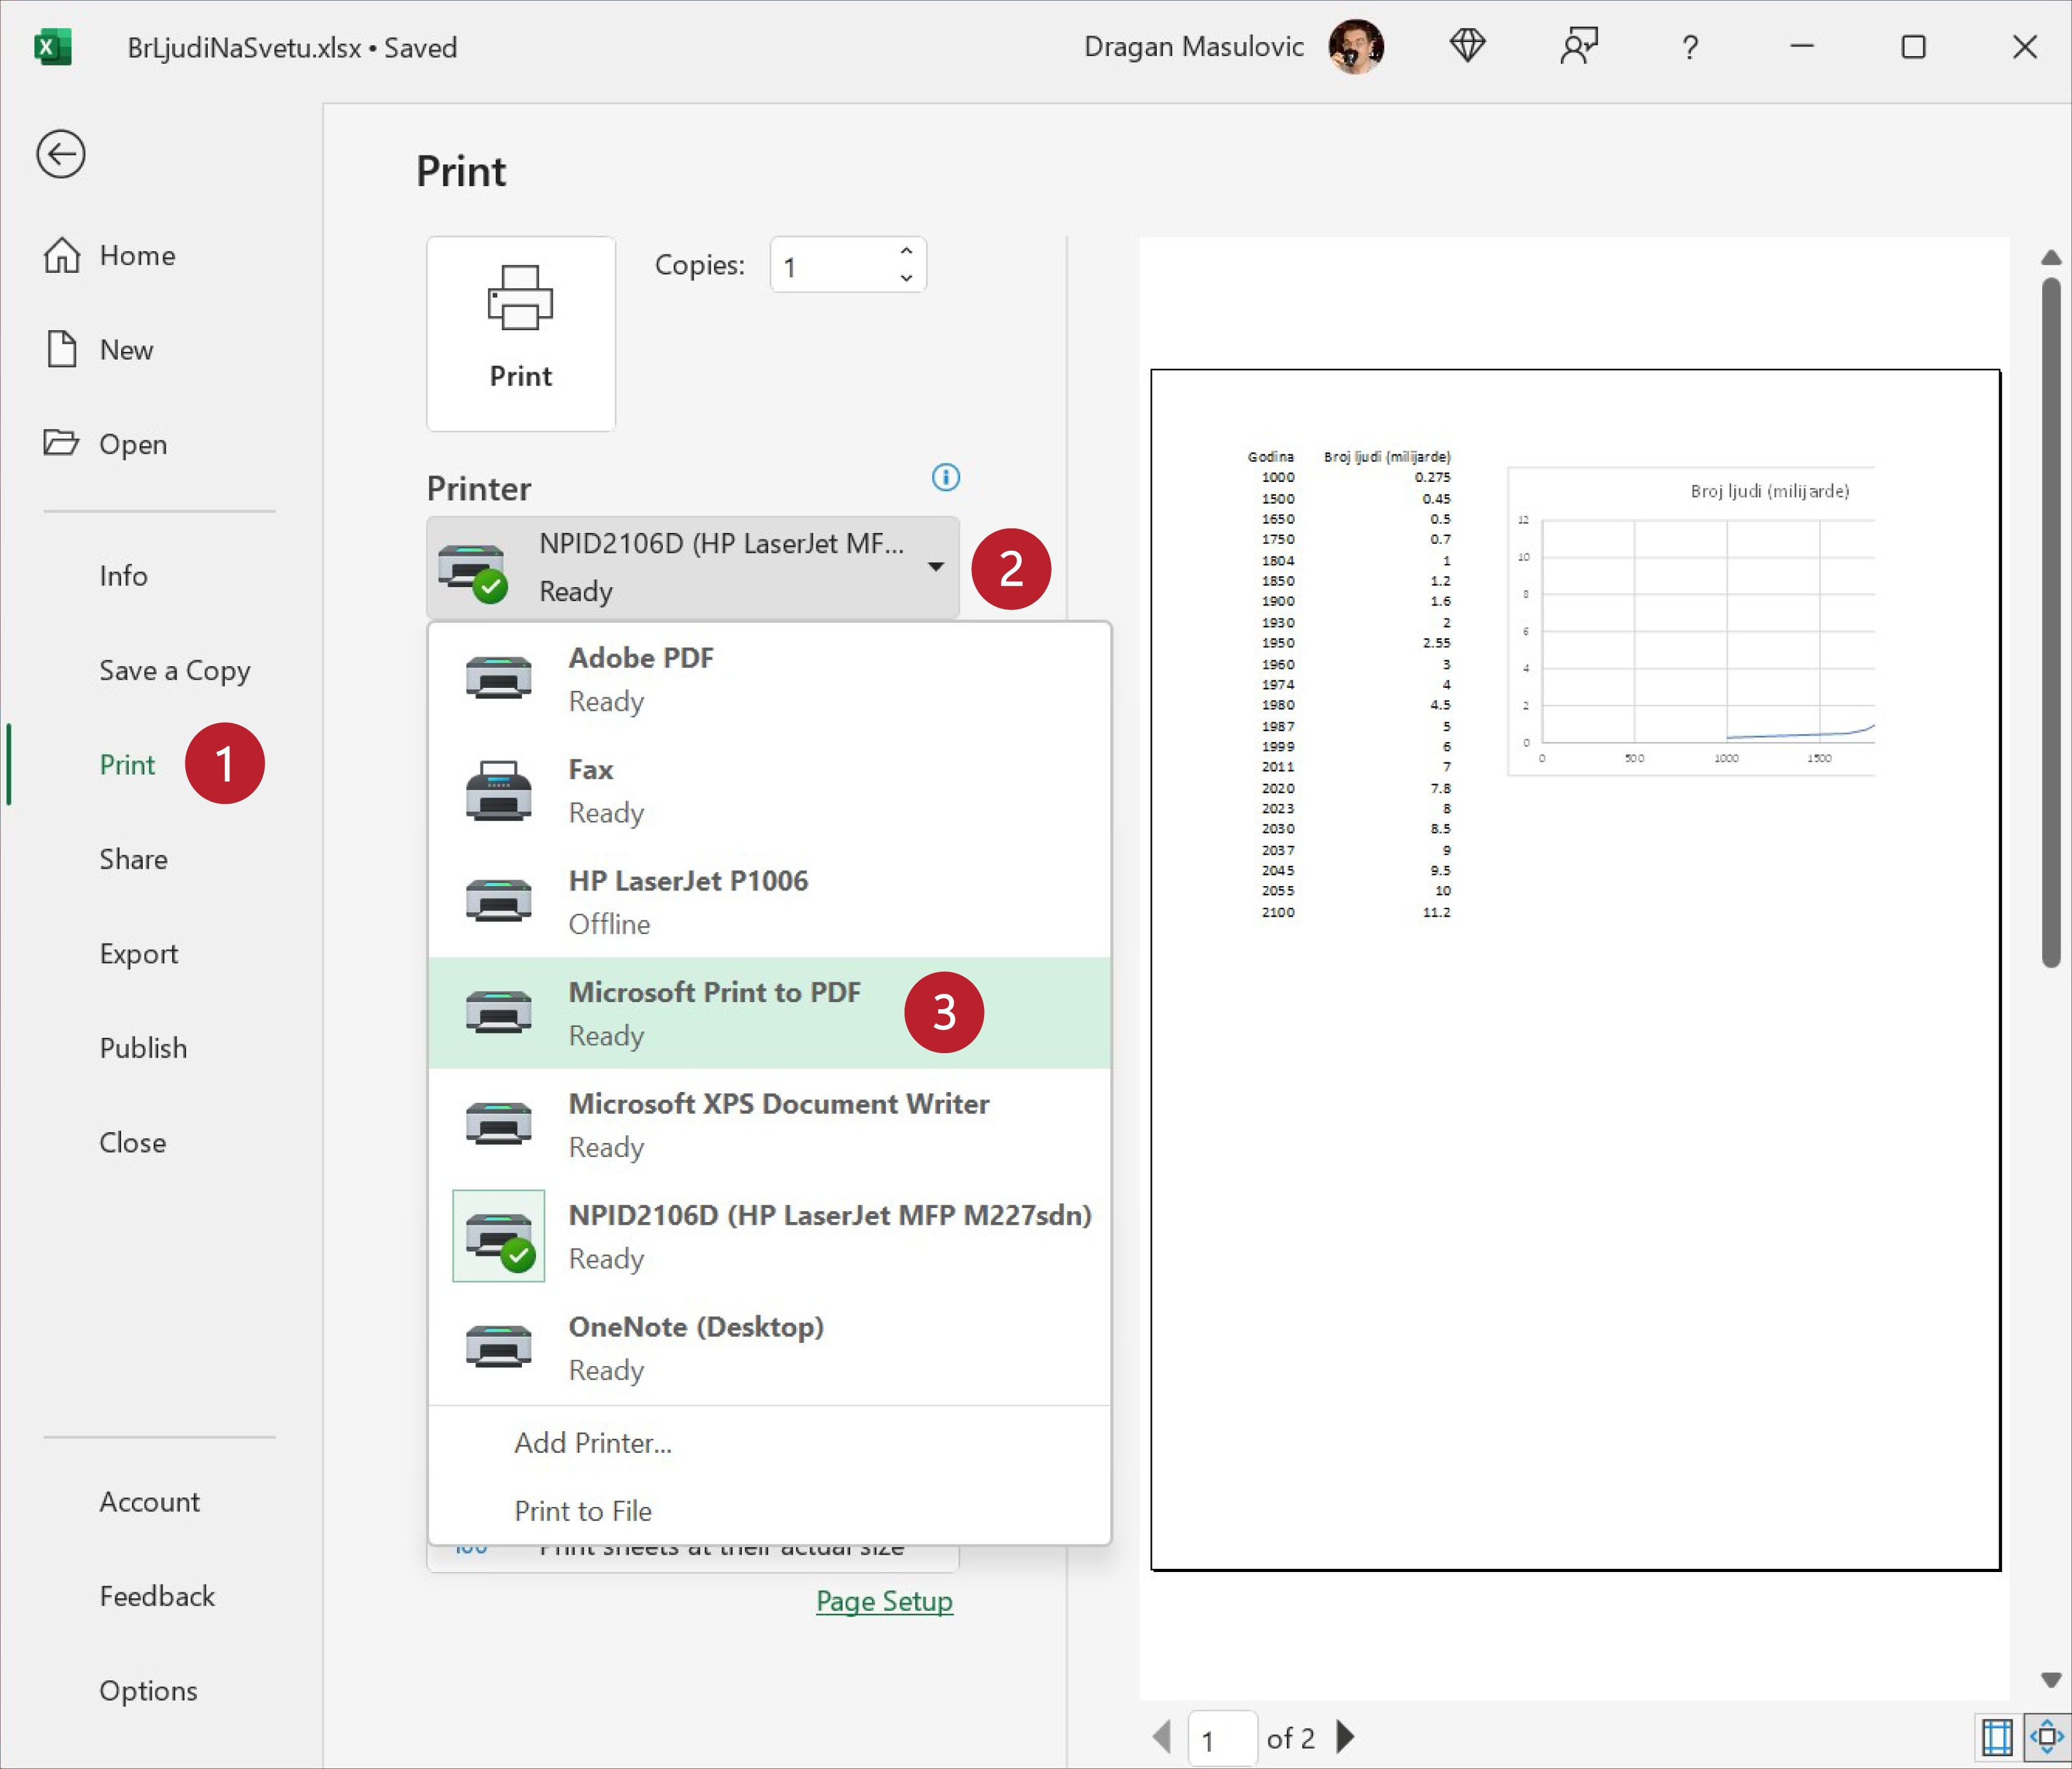 BrLjudiNaSvetu.xlsx • Saved
Dragan Masulovic
?
Home
New
Open
Info
Save a Copy
Print
1
Share
Export
Publish
Close
Account
Feedback
Options
Print
Print
Copies: 1
Printer
NPID2106D (HP LaserJet MF...
Ready
2
Adobe PDF
Ready
Fax
Ready
HP LaserJet P1006
Offline
Microsoft Print to PDF
Ready
3
Microsoft XPS Document Writer
Ready
NPID2106D (HP LaserJet MFP M227sdn)
Ready
OneNote (Desktop)
Ready
Add Printer...
Print to File
100 Print sheets at their actual size
Page Setup
Godina Broj ljudi (milijarde)
1000 0.275
1500 0.45
1650 0.5
1750 0.7
1804 1
1850 1.2
1900 1.6
1930 2
1950 2.55
1960 3
1974 4
1980 4.5
1987 5
1999 6
2011 7
2020 7.8
2023 8
2030 8.5
2037 9
2045 9.5
2055 10
2100 11.2
Broj ljudi (milijarde)
12
10
8
6
4
2
0
0 500 1000 1500
1 of 2